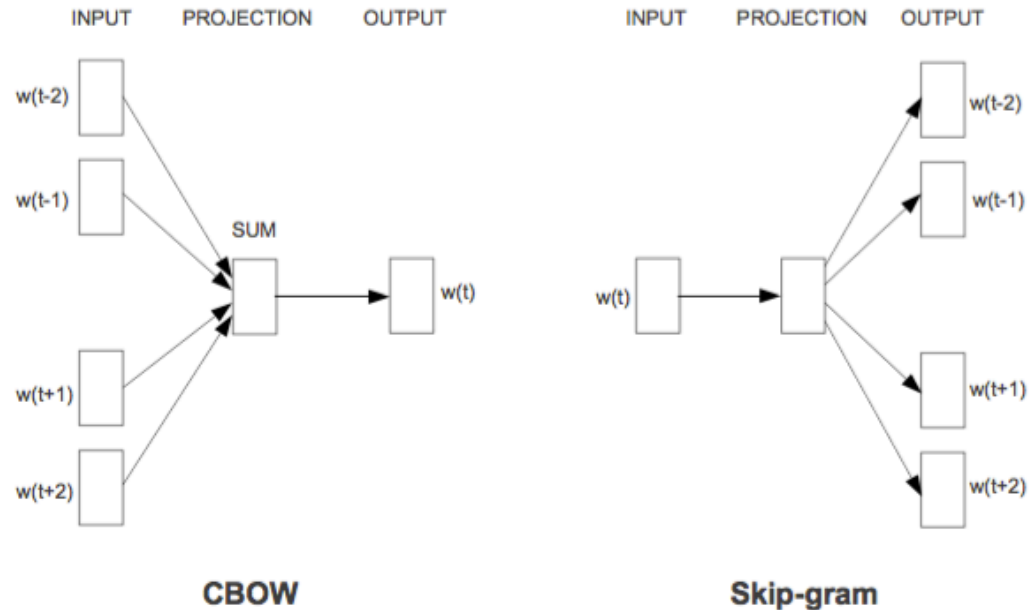 INPUT PROJECTION OUTPUT
w(t-2)
w(t-1)
SUM
w(t)
w(t+1)
w(t+2)
CBOW
INPUT PROJECTION OUTPUT
w(t-2)
w(t-1)
w(t)
w(t+1)
w(t+2)
Skip-gram